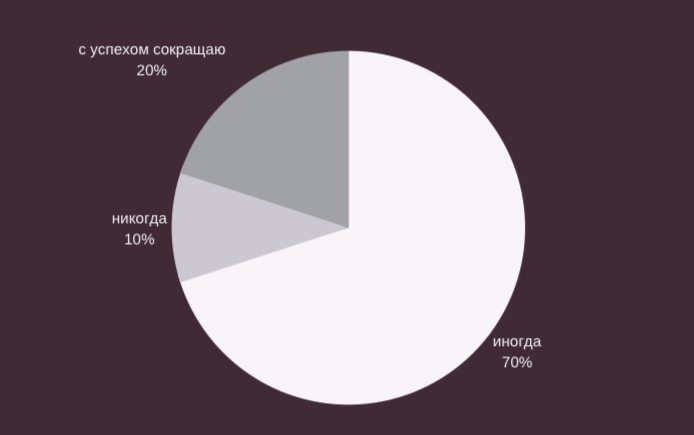 с успехом сокращаю
20%
никогда
10%
иногда
70%